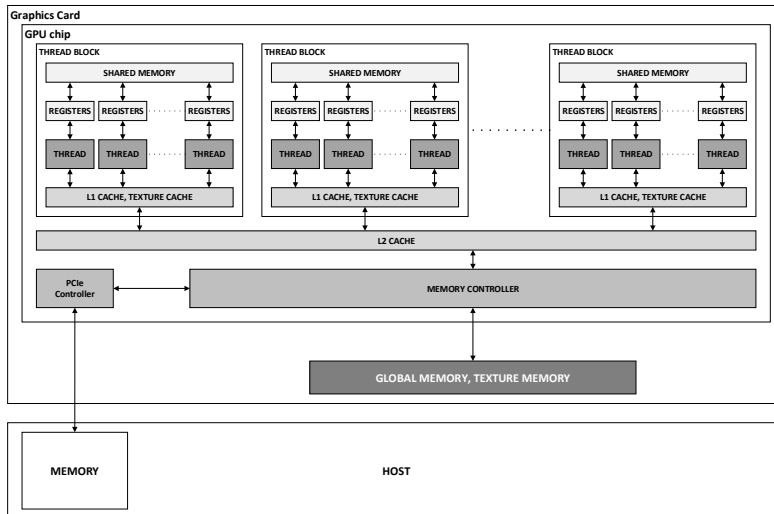 Graphics Card
GPU chip
THREAD BLOCK
SHARED MEMORY
REGISTERS REGISTERS REGISTERS
THREAD THREAD THREAD
L1 CACHE, TEXTURE CACHE
THREAD BLOCK
SHARED MEMORY
REGISTERS REGISTERS REGISTERS
THREAD THREAD THREAD
L1 CACHE, TEXTURE CACHE
THREAD BLOCK
SHARED MEMORY
REGISTERS REGISTERS REGISTERS
THREAD THREAD THREAD
L1 CACHE, TEXTURE CACHE
L2 CACHE
PCIe
Controller
MEMORY CONTROLLER
GLOBAL MEMORY, TEXTURE MEMORY
MEMORY
HOST